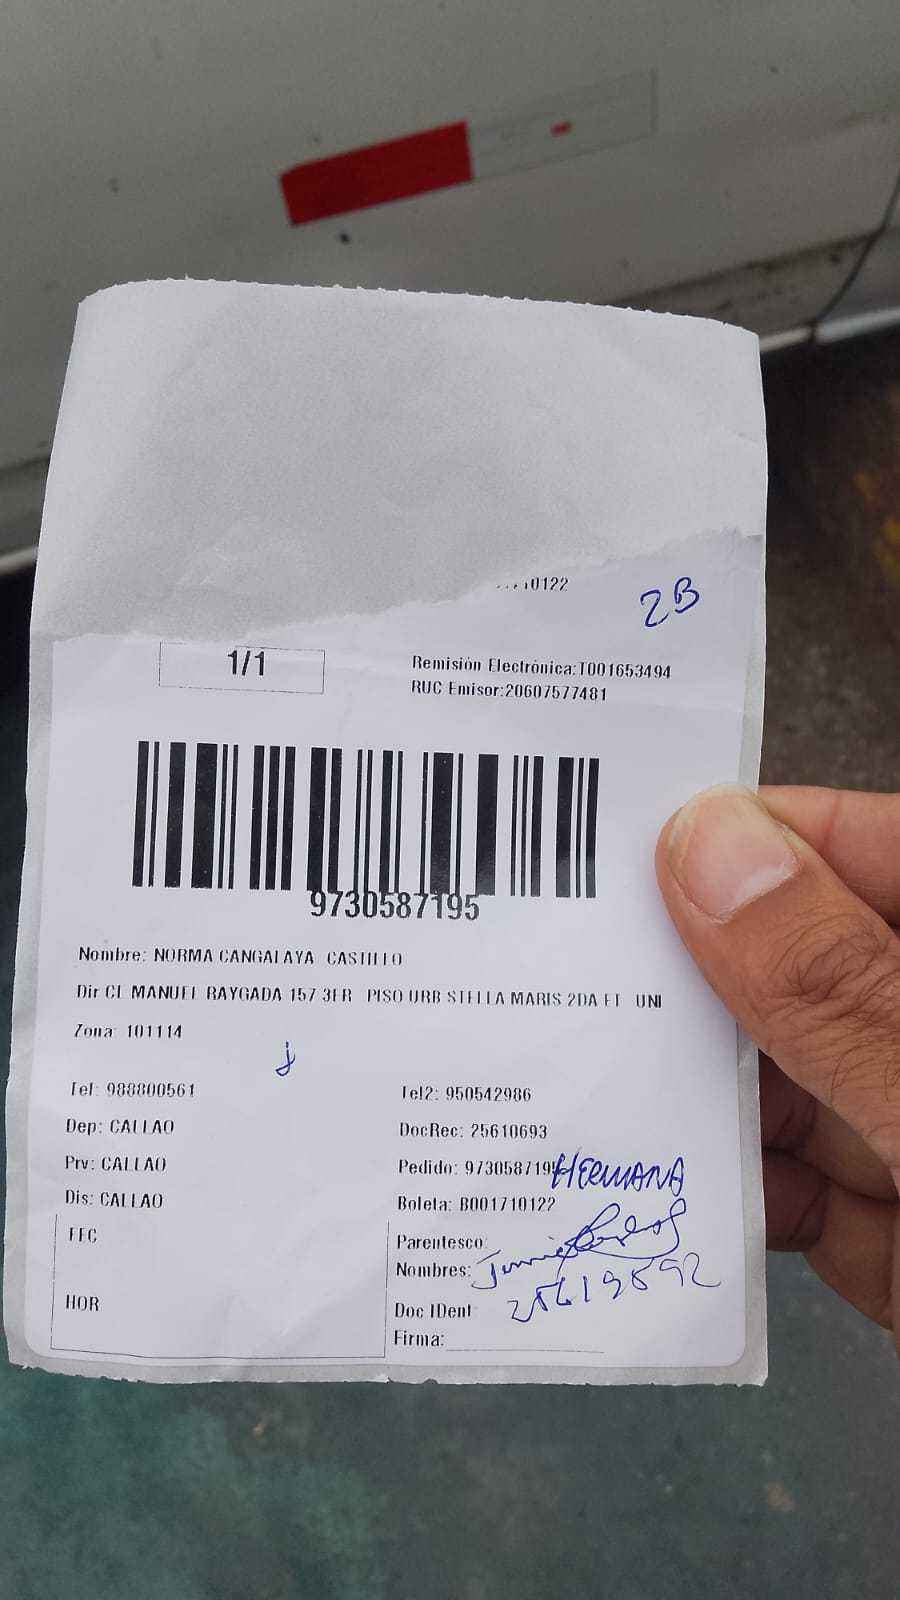 10122
2B
1/1
Remisión Electrónica:T001653494
RUC Emisor:20607577481
9730587195
Nombre: NORMA CANGALAYA CASTILLO
Dir CL MANUEL RAYGADA 157 3ER PISO URB STELLA MARIS 2DA ET UNI
Zona: 101114
j
Tel: 988800561 Tel2: 950542986
Dep: CALLAO DocRec: 25610693
Prv: CALLAO Pedido: 9730587195 HERMANA
Dis: CALLAO Boleta: B001710122
FEC Parentesco:
Nombres:
HOR Doc IDent 25619592
Firma: